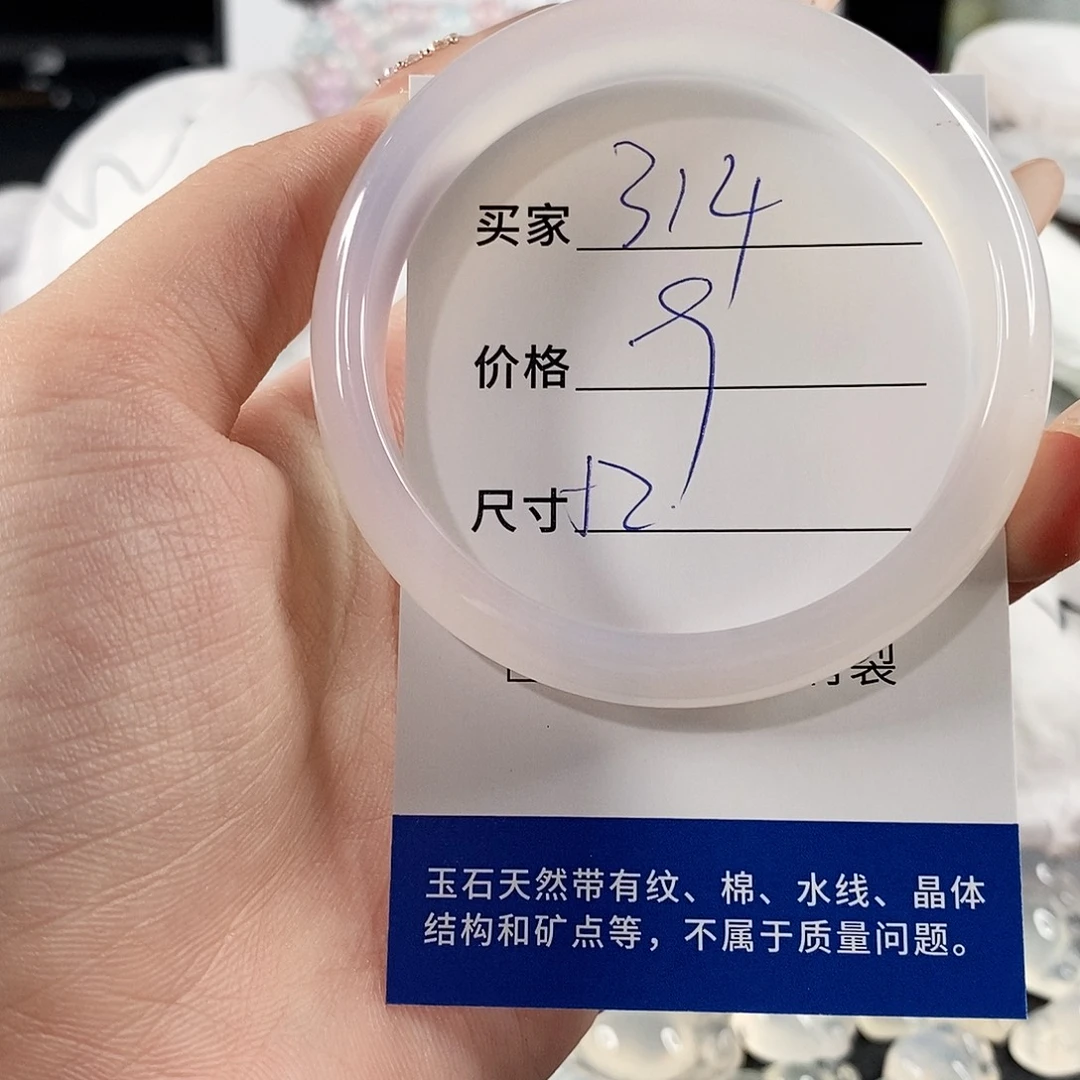 买家 314
价格 9
尺寸
裂
玉石天然带有纹、棉、水线、晶体
结构和矿点等，不属于质量问题。